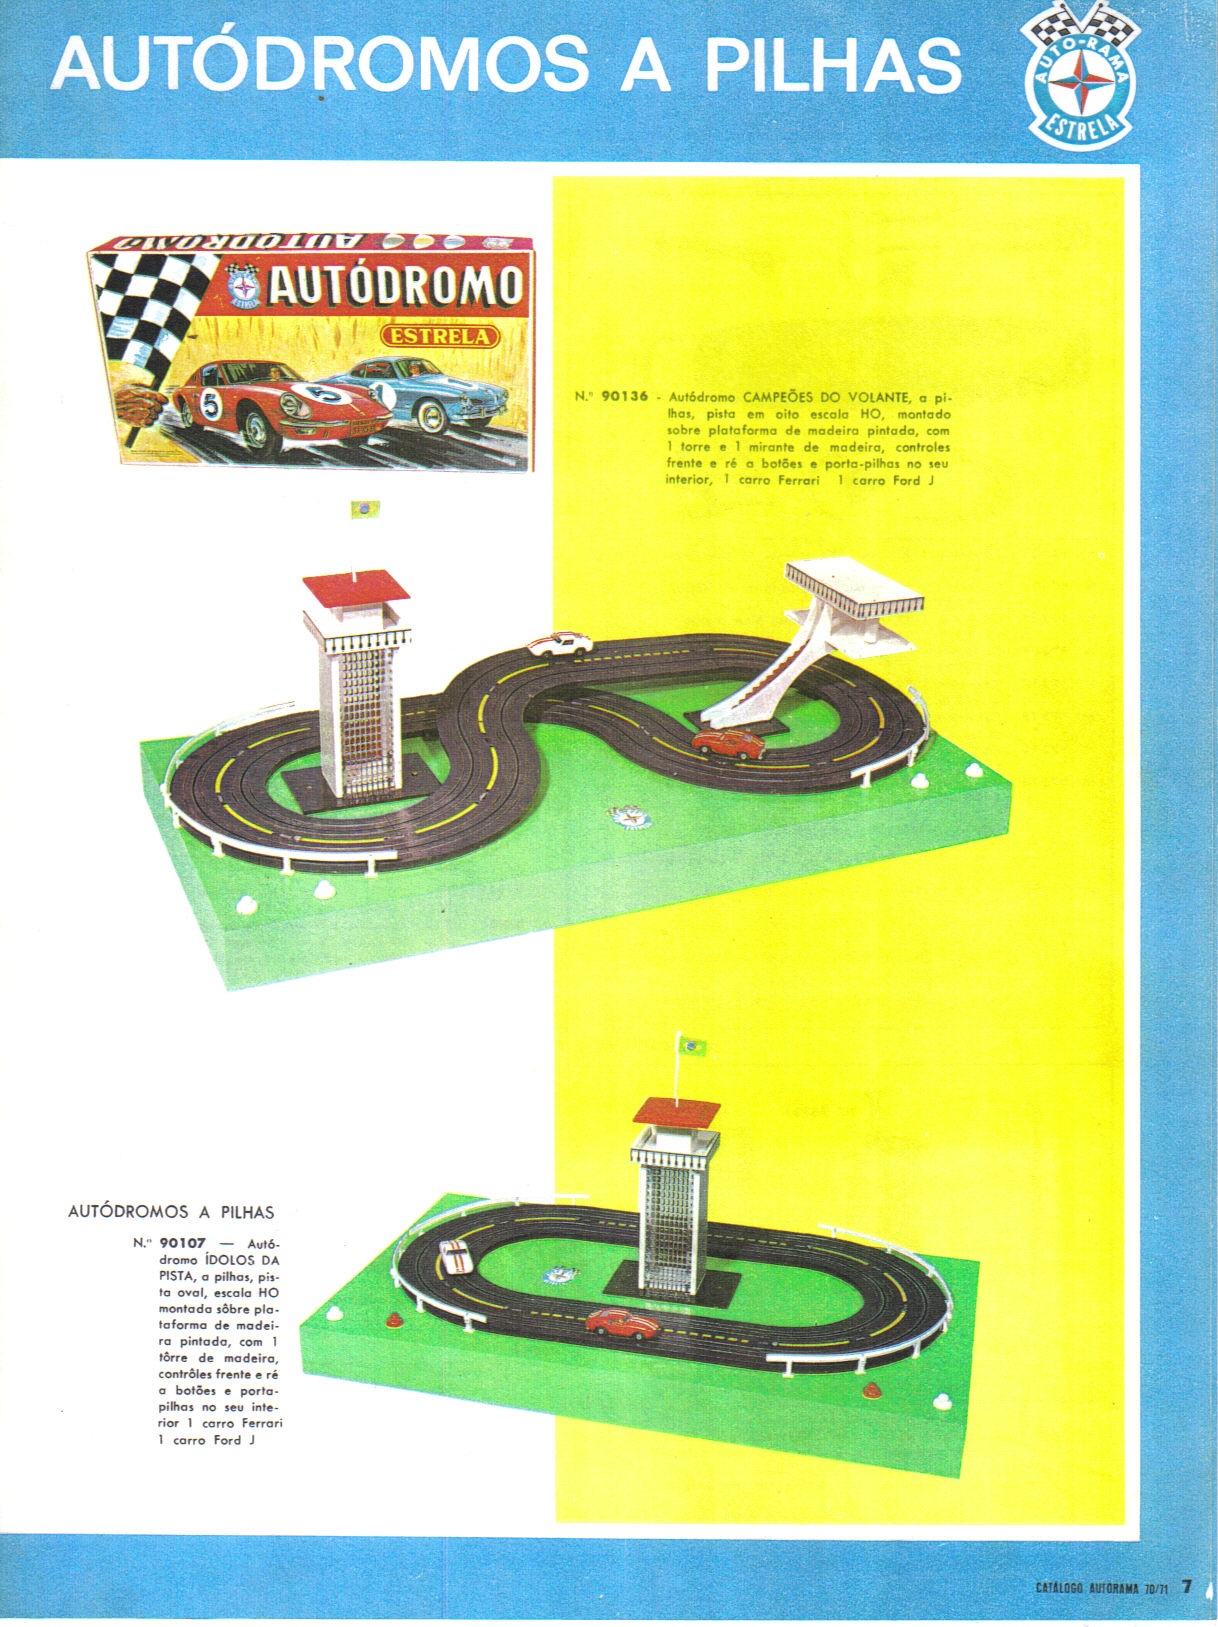 AUTÓDROMOS A PILHAS
AUTO-RAMA
ESTRELA
AUTÓDROMO
ESTRELA
AUTÓDROMO
ESTRELA
5
5
N.º 90136 - Autódromo CAMPEÕES DO VOLANTE, a pi-
lhas, pista em oito escala HO, montado
sobre plataforma de madeira pintada, com
1 torre e 1 mirante de madeira, controles
frente e ré a botões e porta-pilhas no seu
interior, 1 carro Ferrari 1 carro Ford J
AUTÓDROMOS A PILHAS
N.º 90107 — Autó-
dromo ÍDOLOS DA
PISTA, a pilhas, pis-
ta oval, escala HO
montada sôbre pla-
taforma de madei-
ra pintada, com 1
tôrre de madeira,
contrôles frente e ré
a botões e porta-
pilhas no seu inte-
rior 1 carro Ferrari
1 carro Ford J
CATÁLOGO AUTORAMA 70/71 7